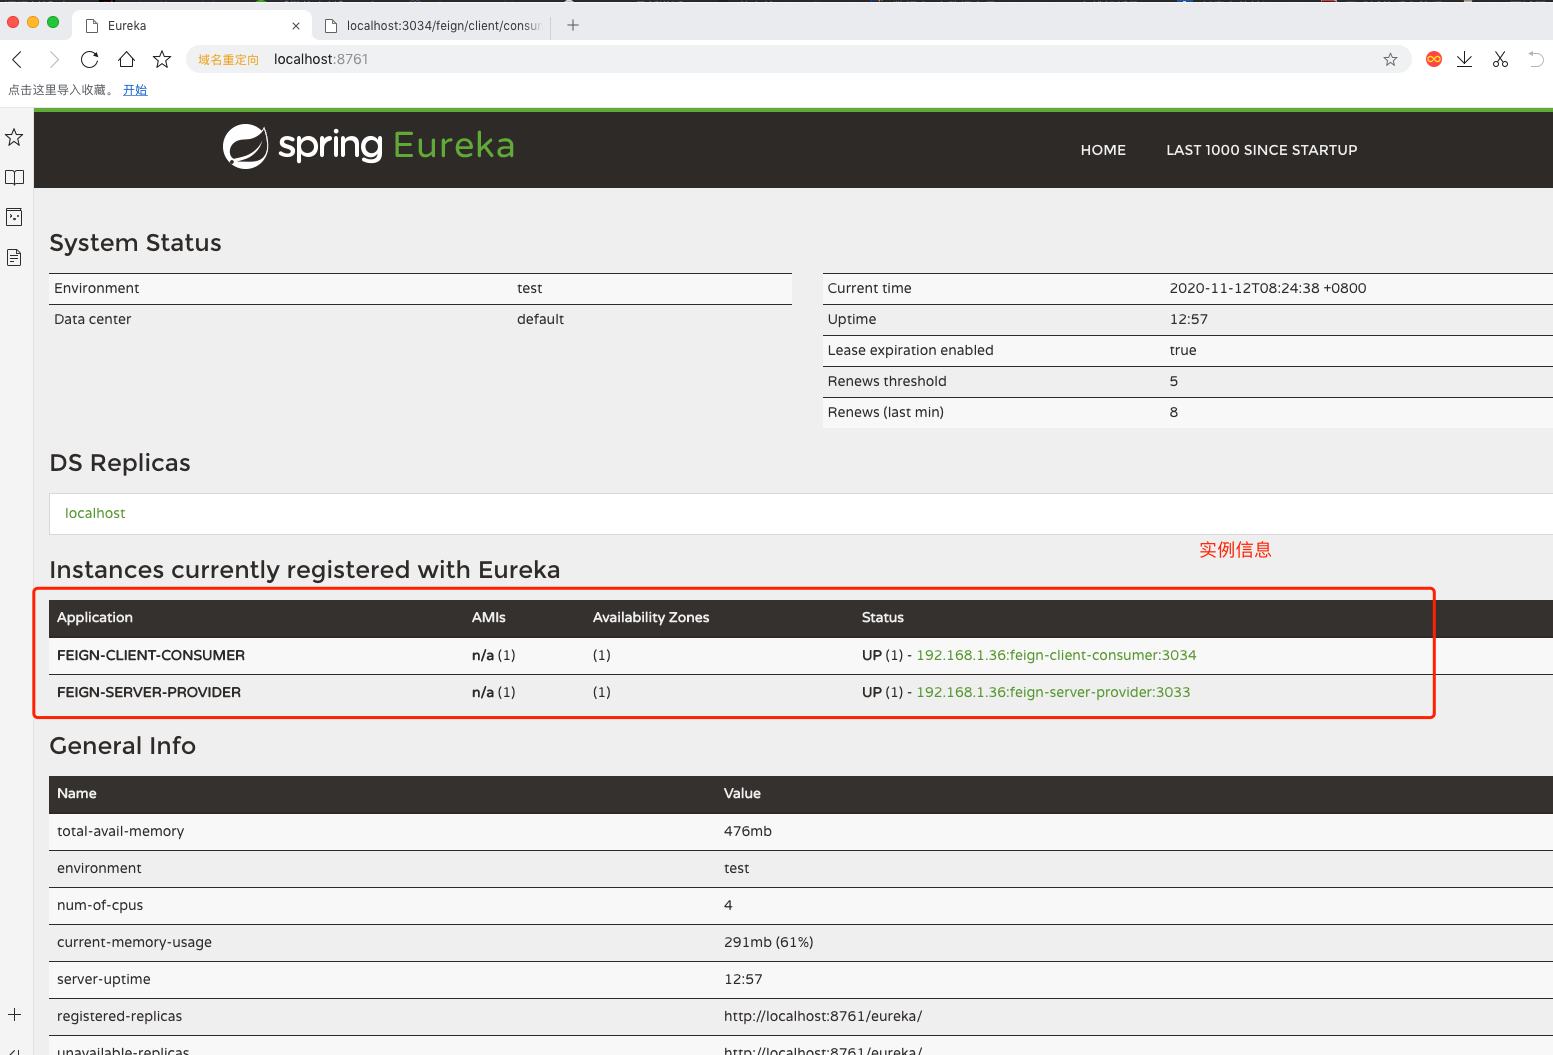 Eureka
localhost:3034/feign/client/consu
域名重定向 localhost:8761
点击这里导入收藏。 开始
spring Eureka
HOME LAST 1000 SINCE STARTUP
System Status
Environment test
Data center default
Current time 2020-11-12T08:24:38 +0800
Uptime 12:57
Lease expiration enabled true
Renews threshold 5
Renews (last min) 8
DS Replicas
localhost
实例信息
Instances currently registered with Eureka
Application AMIs Availability Zones Status
FEIGN-CLIENT-CONSUMER n/a (1) (1) UP (1) - 192.168.1.36:feign-client-consumer:3034
FEIGN-SERVER-PROVIDER n/a (1) (1) UP (1) - 192.168.1.36:feign-server-provider:3033
General Info
Name Value
total-avail-memory 476mb
environment test
num-of-cpus 4
current-memory-usage 291mb (61%)
server-uptime 12:57
registered-replicas http://localhost:8761/eureka/
unavailable-replicas http://localhost:8761/eureka/